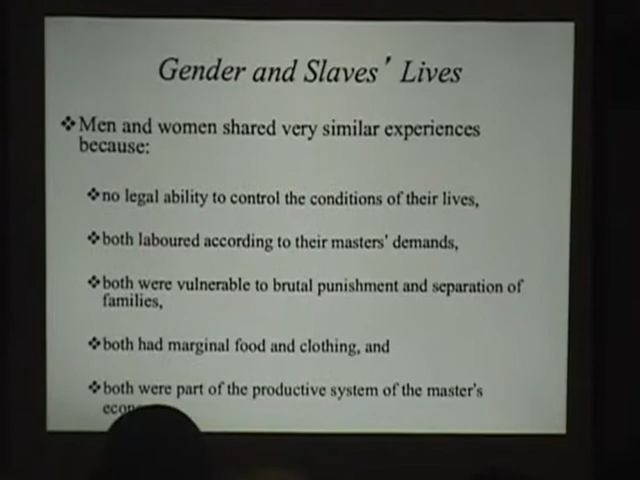 Gender and Slaves' Lives
❖Men and women shared very similar experiences
because:
❖no legal ability to control the conditions of their lives,
❖both laboured according to their masters' demands,
❖both were vulnerable to brutal punishment and separation of
families,
❖both had marginal food and clothing, and
❖both were part of the productive system of the master's